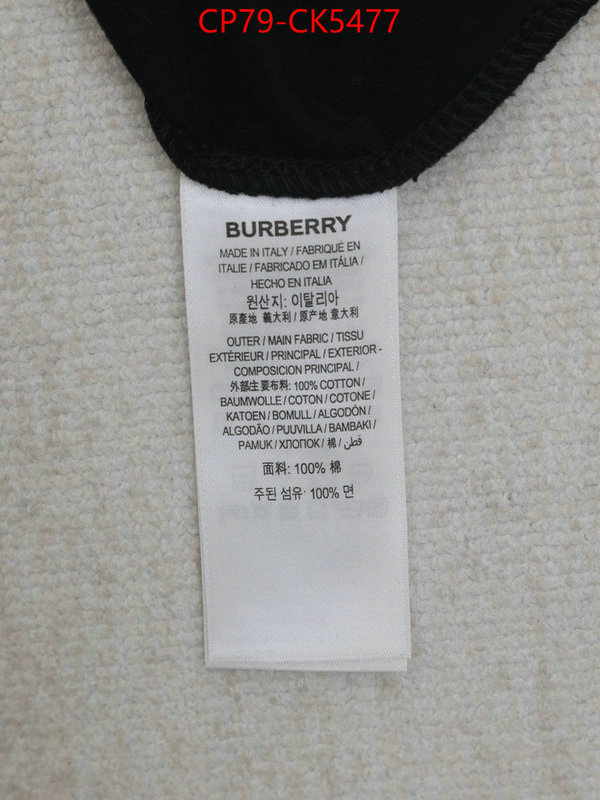 CP79-CK5477
BURBERRY
MADE IN ITALY / FABRIQUÉ EN
ITALIE / FABRICADO EM ITÁLIA /
HECHO EN ITALIA
원산지: 이탈리아
原產地 義大利 / 原产地 意大利
OUTER / MAIN FABRIC / TISSU
EXTÉRIEUR / PRINCIPAL / EXTERIOR -
COMPOSICION PRINCIPAL /
外部主要布料: 100% COTTON /
BAUMWOLLE / COTON / COTONE /
KATOEN / BOMULL / ALGODÓN /
ALGODÃO / PUUVILLA / BAMBAKI /
PAMUK / ХЛОПОК / 棉 / قطن
面料: 100% 棉
주된 섬유: 100% 면